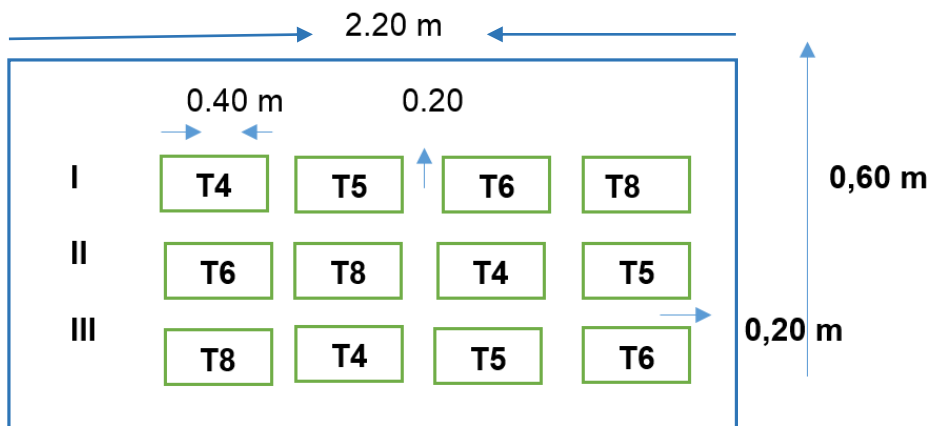 2.20 m
0.40 m 0.20
I T4 T5 T6 T8 0,60 m
II T6 T8 T4 T5
III 0,20 m
T8 T4 T5 T6